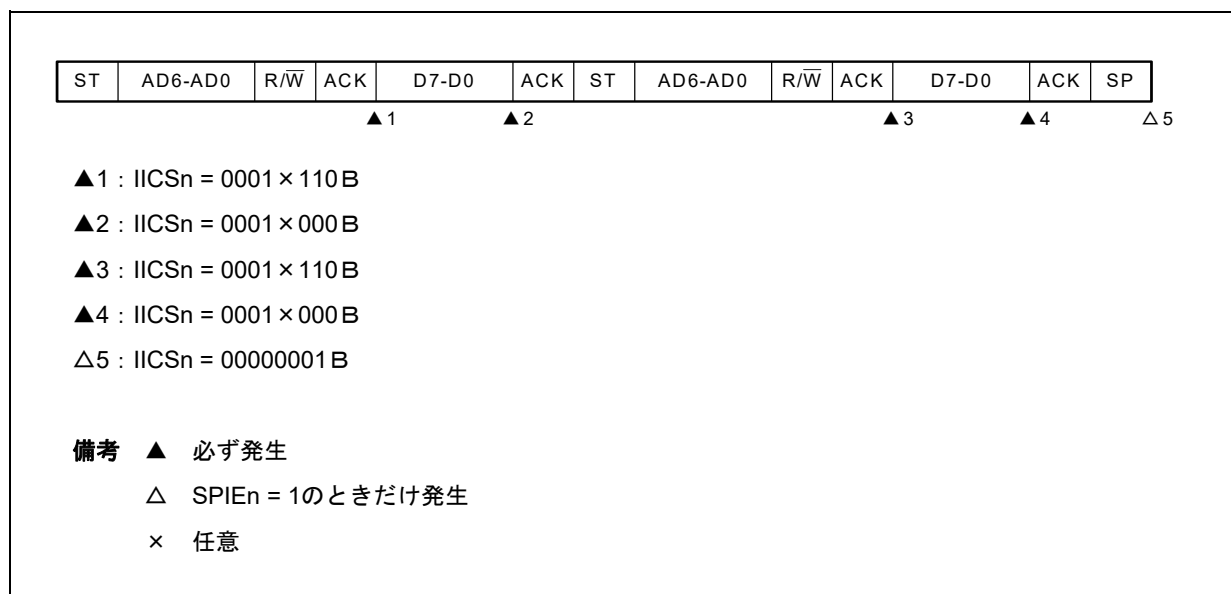 ST AD6-AD0 R/W̅ ACK D7-D0 ACK ST AD6-AD0 R/W̅ ACK D7-D0 ACK SP
▲1 ▲2 ▲3 ▲4 △5
▲1：IICSn = 0001×110B
▲2：IICSn = 0001×000B
▲3：IICSn = 0001×110B
▲4：IICSn = 0001×000B
△5：IICSn = 00000001B
備考 ▲ 必ず発生
△ SPIEn = 1のときだけ発生
× 任意